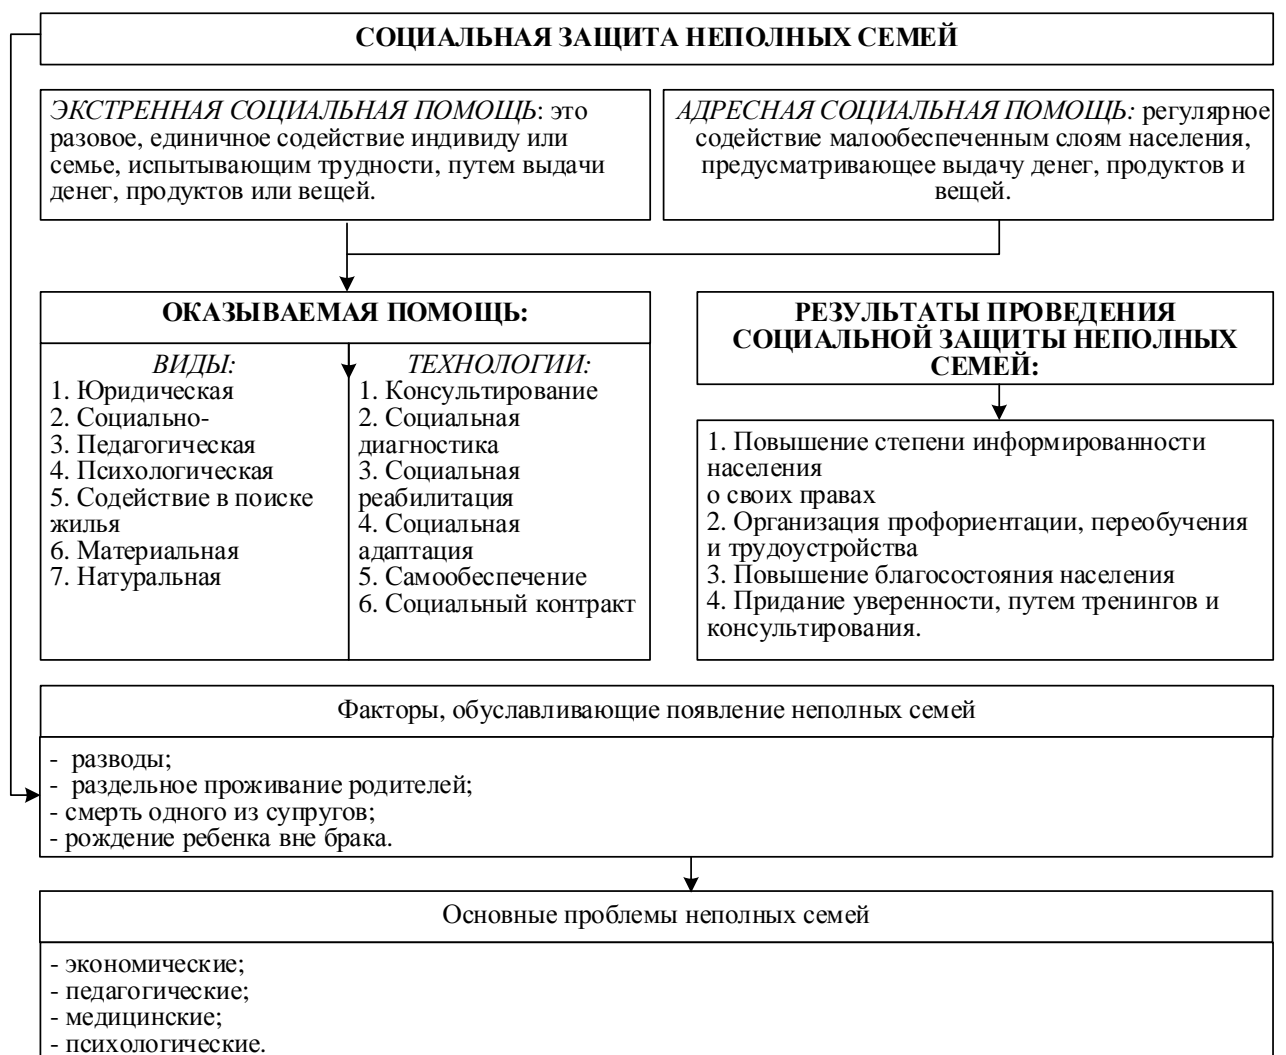 СОЦИАЛЬНАЯ ЗАЩИТА НЕПОЛНЫХ СЕМЕЙ
ЭКСТРЕННАЯ СОЦИАЛЬНАЯ ПОМОЩЬ: это
разовое, единичное содействие индивиду или
семье, испытывающим трудности, путем выдачи
денег, продуктов или вещей.
АДРЕСНАЯ СОЦИАЛЬНАЯ ПОМОЩЬ: регулярное
содействие малообеспеченным слоям населения,
предусматривающее выдачу денег, продуктов и
вещей.
ОКАЗЫВАЕМАЯ ПОМОЩЬ:
ВИДЫ:
1. Юридическая
2. Социально-
3. Педагогическая
4. Психологическая
5. Содействие в поиске
жилья
6. Материальная
7. Натуральная
ТЕХНОЛОГИИ:
1. Консультирование
2. Социальная
диагностика
3. Социальная
реабилитация
4. Социальная
адаптация
5. Самообеспечение
6. Социальный контракт
РЕЗУЛЬТАТЫ ПРОВЕДЕНИЯ
СОЦИАЛЬНОЙ ЗАЩИТЫ НЕПОЛНЫХ
СЕМЕЙ:
1. Повышение степени информированности
населения
о своих правах
2. Организация профориентации, переобучения
и трудоустройства
3. Повышение благосостояния населения
4. Придание уверенности, путем тренингов и
консультирования.
Факторы, обуславливающие появление неполных семей
- разводы;
- раздельное проживание родителей;
- смерть одного из супругов;
- рождение ребенка вне брака.
Основные проблемы неполных семей
- экономические;
- педагогические;
- медицинские;
- психологические.